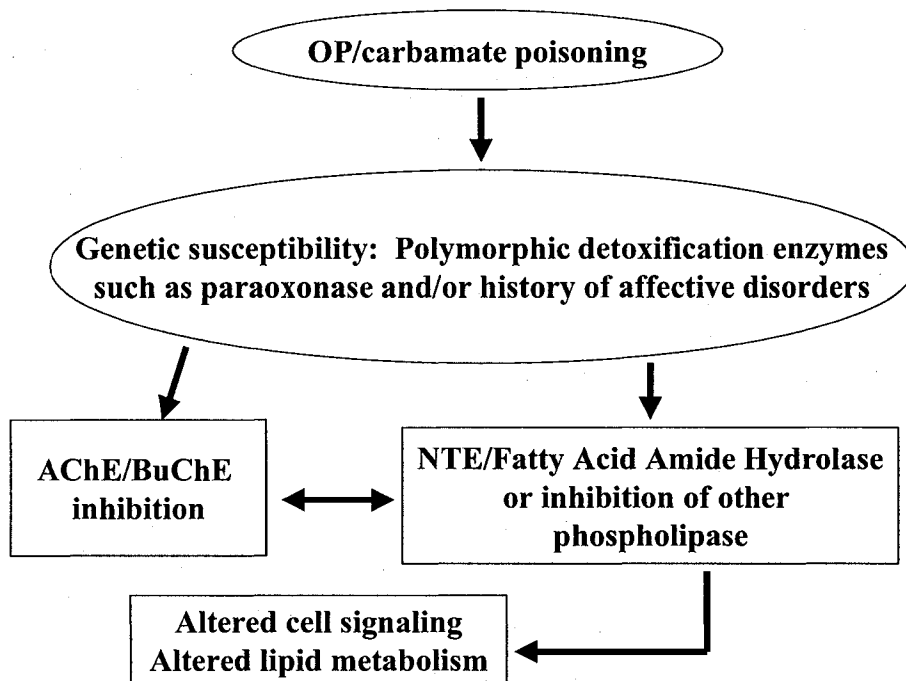 OP/carbamate poisoning
Genetic susceptibility: Polymorphic detoxification enzymes
such as paraoxonase and/or history of affective disorders
AChE/BuChE
inhibition
NTE/Fatty Acid Amide Hydrolase
or inhibition of other
phospholipase
Altered cell signaling
Altered lipid metabolism